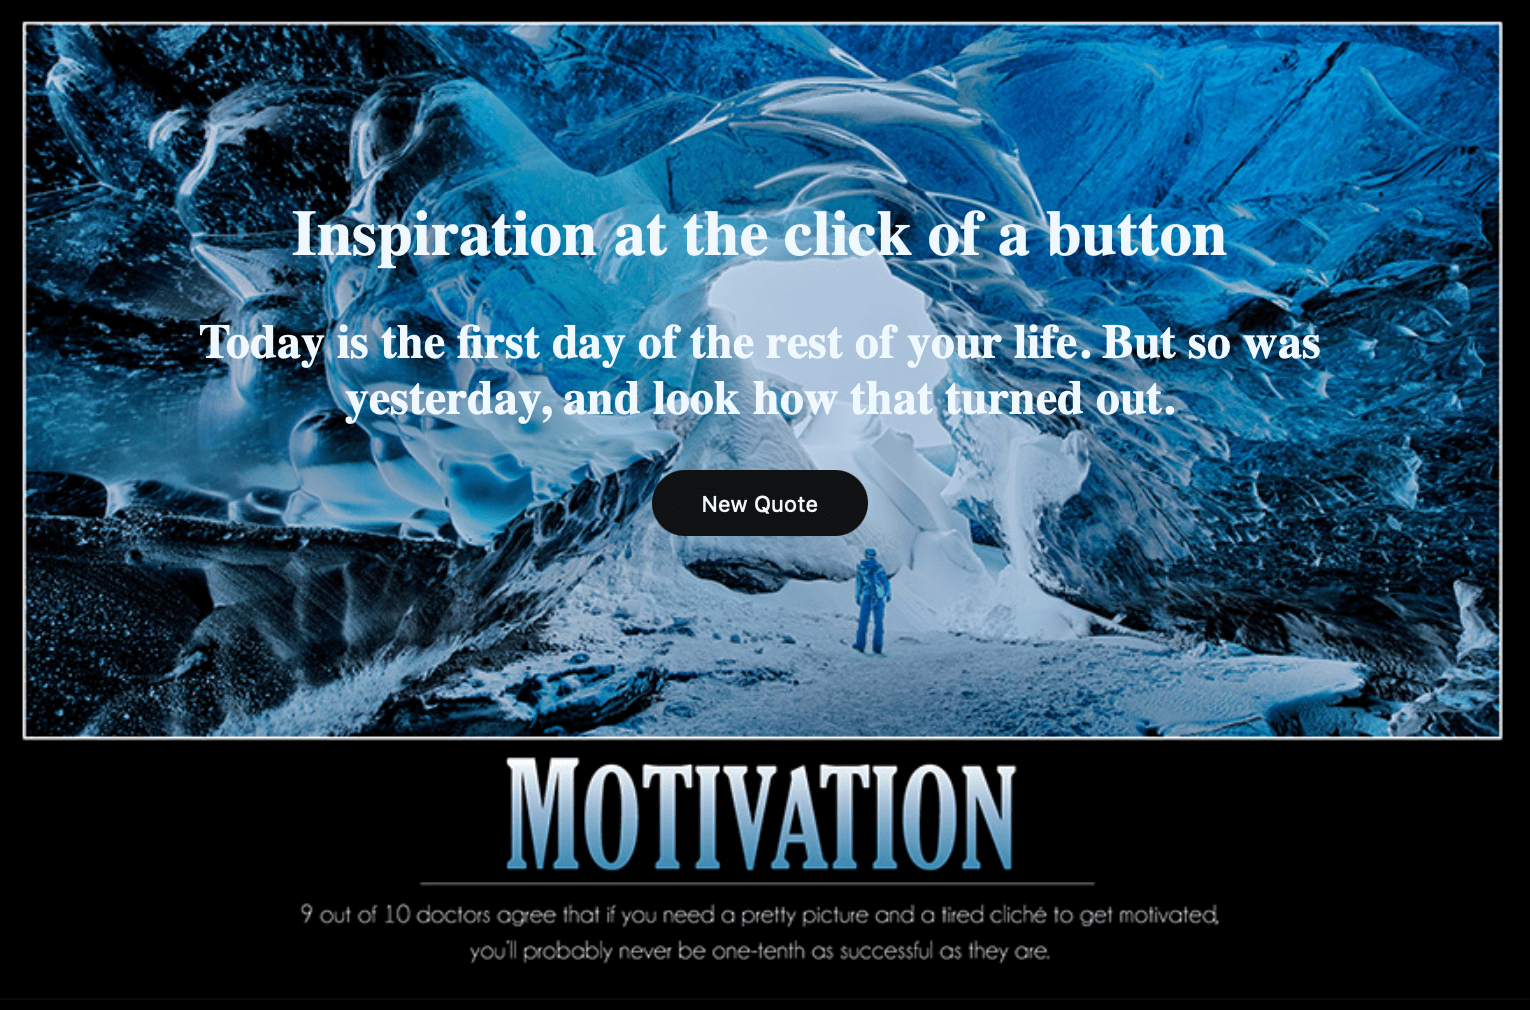 Inspiration at the click of a button
Today is the first day of the rest of your life. But so was
yesterday, and look how that turned out.
New Quote
MOTIVATION
9 out of 10 doctors agree that if you need a pretty picture and a tired cliché to get motivated,
you'll probably never be one-tenth as successful as they are.